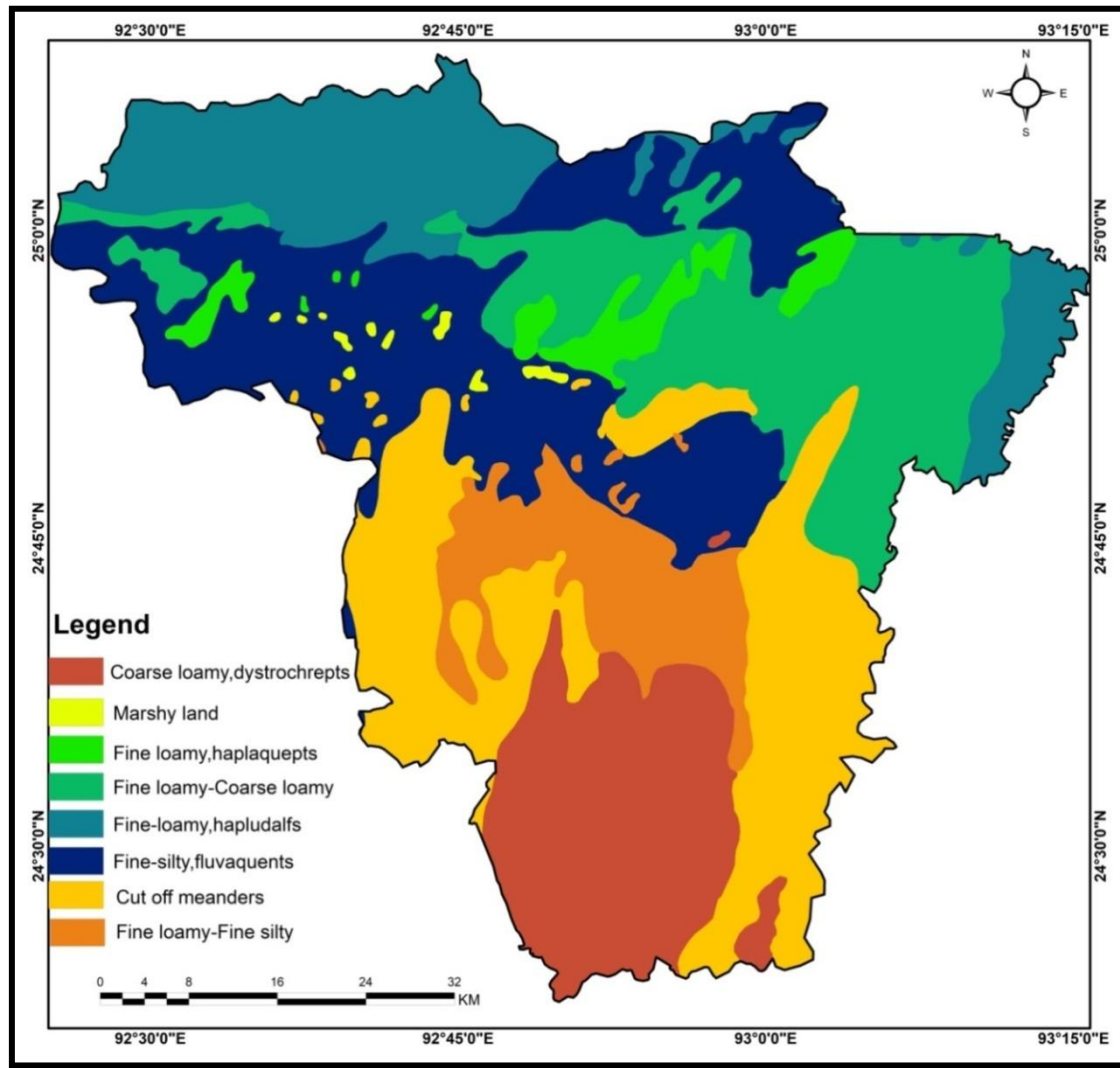 92°30'0"E 92°45'0"E 93°0'0"E 93°15'0"E
N
W E
S
25°0'0"N 25°0'0"N
24°45'0"N 24°45'0"N
24°30'0"N 24°30'0"N
Legend
Coarse loamy,dystrochrepts
Marshy land
Fine loamy,haplaquepts
Fine loamy-Coarse loamy
Fine-loamy,hapludalfs
Fine-silty,fluvaquents
Cut off meanders
Fine loamy-Fine silty
0 4 8 16 24 32
KM
92°30'0"E 92°45'0"E 93°0'0"E 93°15'0"E